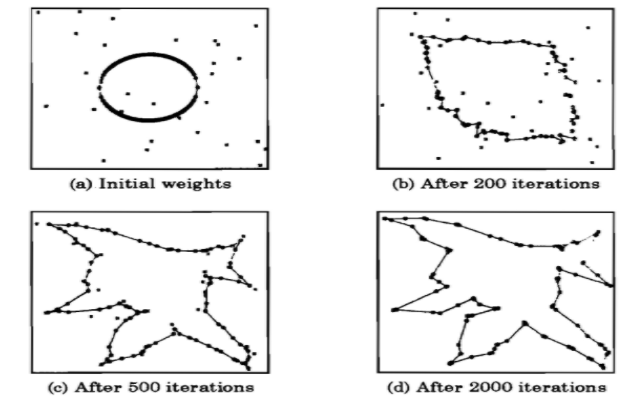 (a) Initial weights
(b) After 200 iterations
(c) After 500 iterations
(d) After 2000 iterations